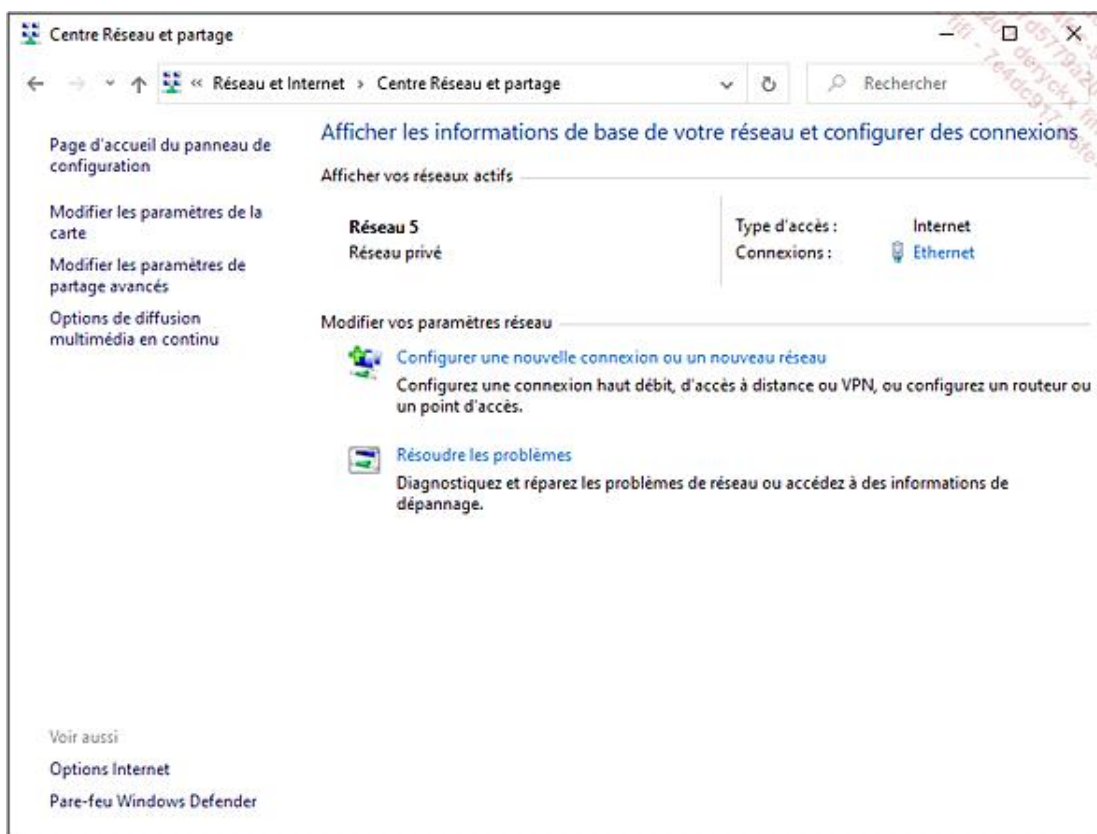 Centre Réseau et partage
« Réseau et Internet › Centre Réseau et partage
Rechercher
Page d'accueil du panneau de
configuration
Modifier les paramètres de la
carte
Modifier les paramètres de
partage avancés
Options de diffusion
multimédia en continu
Afficher les informations de base de votre réseau et configurer des connexions
Afficher vos réseaux actifs
Réseau 5
Réseau privé
Type d'accès :
Internet
Connexions :
Ethernet
Modifier vos paramètres réseau
Configurer une nouvelle connexion ou un nouveau réseau
Configurez une connexion haut débit, d'accès à distance ou VPN, ou configurez un routeur ou
un point d'accès.
Résoudre les problèmes
Diagnostiquez et réparez les problèmes de réseau ou accédez à des informations de
dépannage.
Voir aussi
Options Internet
Pare-feu Windows Defender